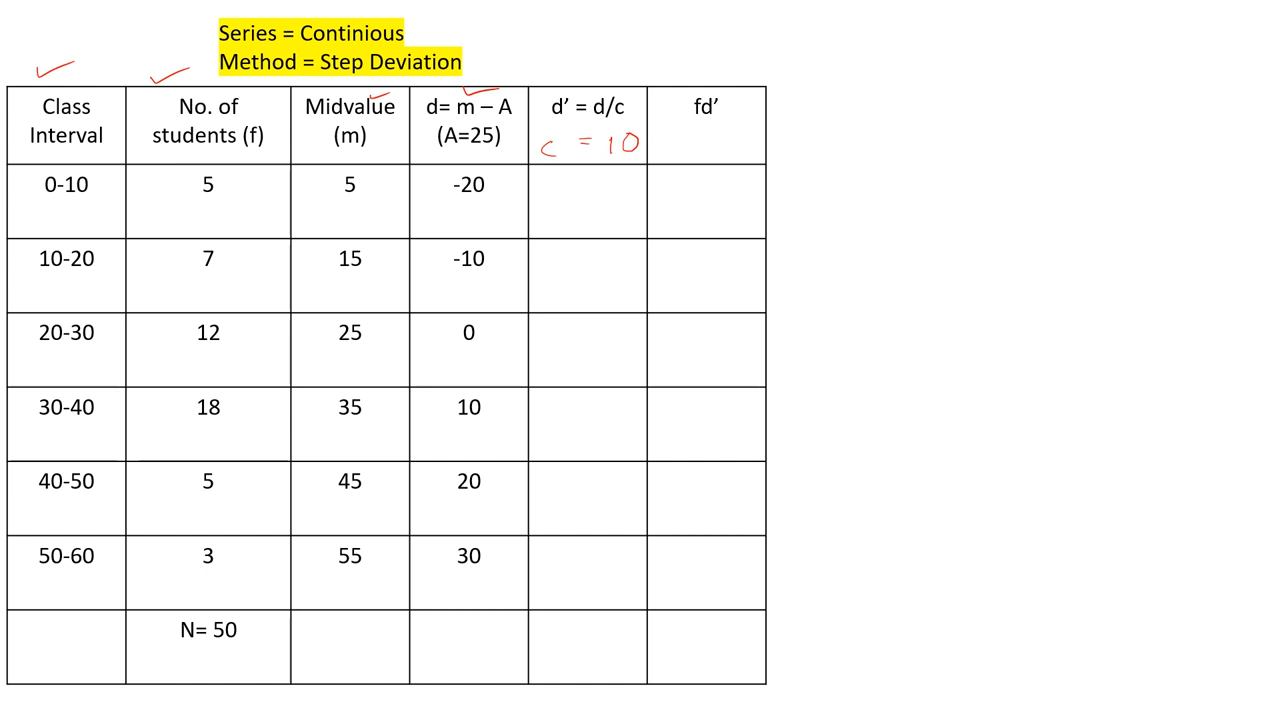 Series = Continious
Method = Step Deviation
Class Interval No. of students (f) Midvalue (m) d= m – A (A=25) d’ = d/c c = 10 fd’
0-10 5 5 -20
10-20 7 15 -10
20-30 12 25 0
30-40 18 35 10
40-50 5 45 20
50-60 3 55 30
N= 50